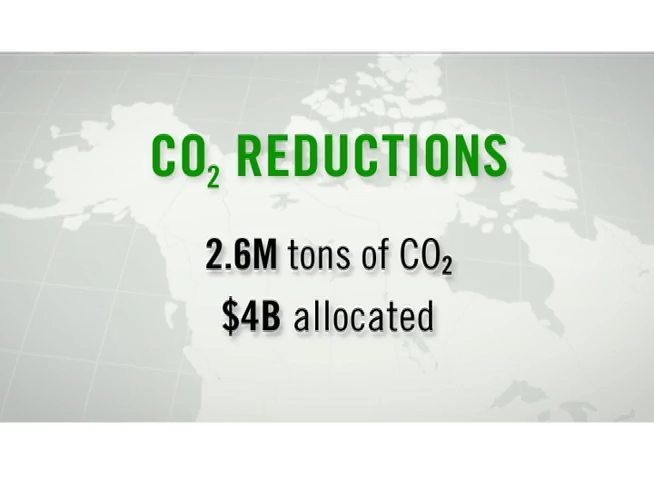 CO₂ REDUCTIONS
2.6M tons of CO₂
$4B allocated